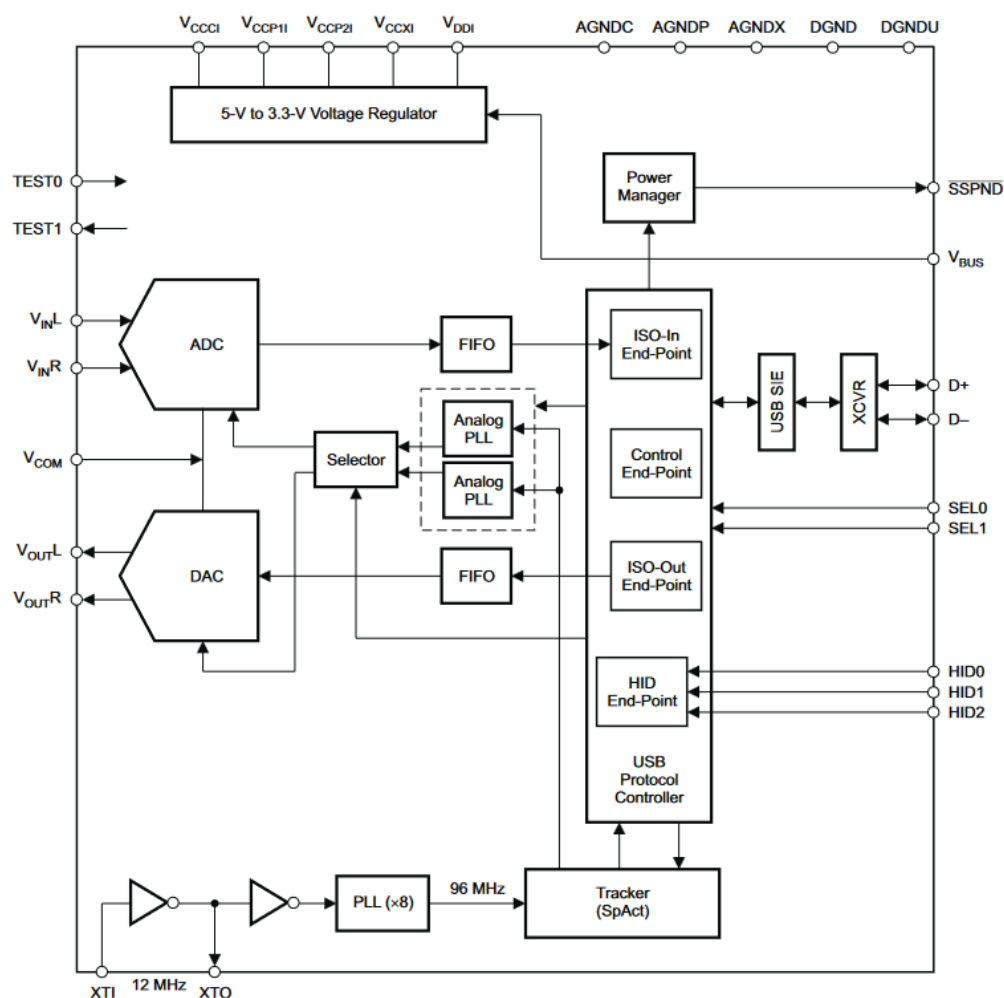 VCCCI VCCP1I VCCP2I VCCXI VDDI AGNDC AGNDP AGNDX DGND DGNDU
5-V to 3.3-V Voltage Regulator
Power
Manager
TEST0
SSPND
TEST1
VBUS
VINL
ADC
FIFO
ISO-In
End-Point
VINR
USB SIE
XCVR
D+
D–
Analog
PLL
Selector
Analog
PLL
Control
End-Point
VCOM
SEL0
SEL1
VOUTL
DAC
FIFO
ISO-Out
End-Point
VOUTR
HID
End-Point
HID0
HID1
HID2
USB
Protocol
Controller
PLL (×8)
96 MHz
Tracker
(SpAct)
XTI 12 MHz XTO